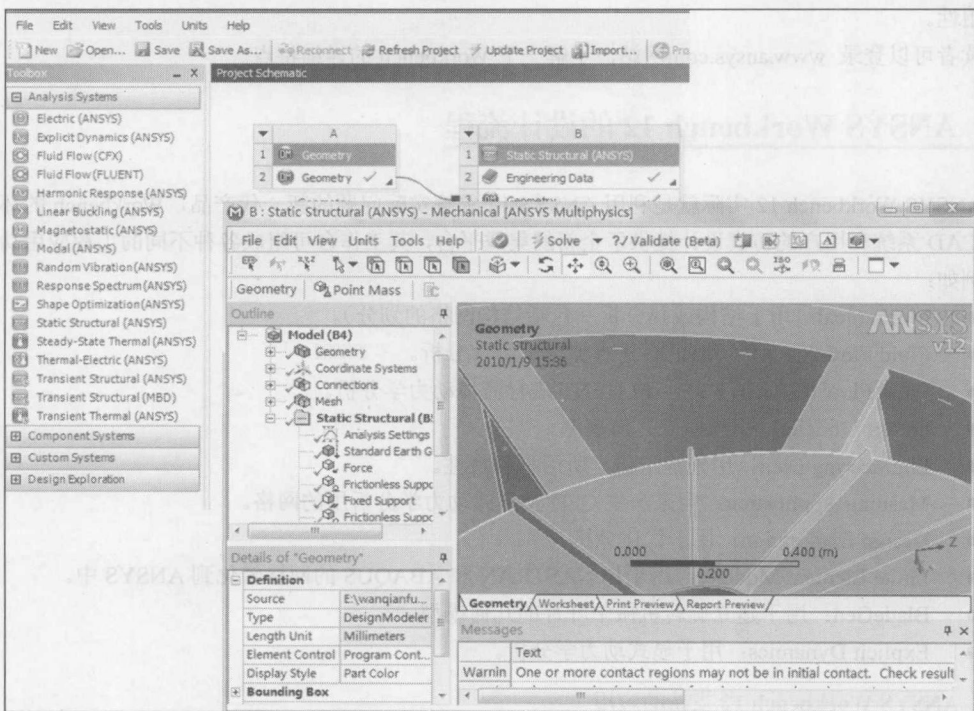 File Edit View Tools Units Help
New Open... Save Save As... Reconnect Refresh Project Update Project Import...
Toolbox
Project Schematic
Analysis Systems
Electric (ANSYS)
Explicit Dynamics (ANSYS)
Fluid Flow (CFX)
Fluid Flow (FLUENT)
Harmonic Response (ANSYS)
Linear Buckling (ANSYS)
Magnetostatic (ANSYS)
Modal (ANSYS)
Random Vibration (ANSYS)
Response Spectrum (ANSYS)
Shape Optimization (ANSYS)
Static Structural (ANSYS)
Steady-State Thermal (ANSYS)
Thermal-Electric (ANSYS)
Transient Structural (ANSYS)
Transient Structural (MBD)
Transient Thermal (ANSYS)
Component Systems
Custom Systems
Design Exploration
A
1 Geometry
2 Geometry
B
1 Static Structural (ANSYS)
2 Engineering Data
3 Geometry
B : Static Structural (ANSYS) - Mechanical [ANSYS Multiphysics]
File Edit View Units Tools Help Solve ?/ Validate (Beta)
Geometry Point Mass
Outline
Model (B4)
Geometry
Coordinate Systems
Connections
Mesh
Static Structural (B
Analysis Settings
Standard Earth G
Force
Frictionless Suppc
Fixed Support
Frictionless Suppc
Details of "Geometry"
Definition
Source E:\wanqianfu...
Type DesignModeler
Length Unit Millimeters
Element Control Program Cont...
Display Style Part Color
Bounding Box
Geometry
Static Structural
2010/1/9 15:36
ANSYS
v12
0.000 0.400 (m)
0.200
Z
Geometry Worksheet Print Preview Report Preview
Messages
Text
Warnin One or more contact regions may not be in initial contact. Check result